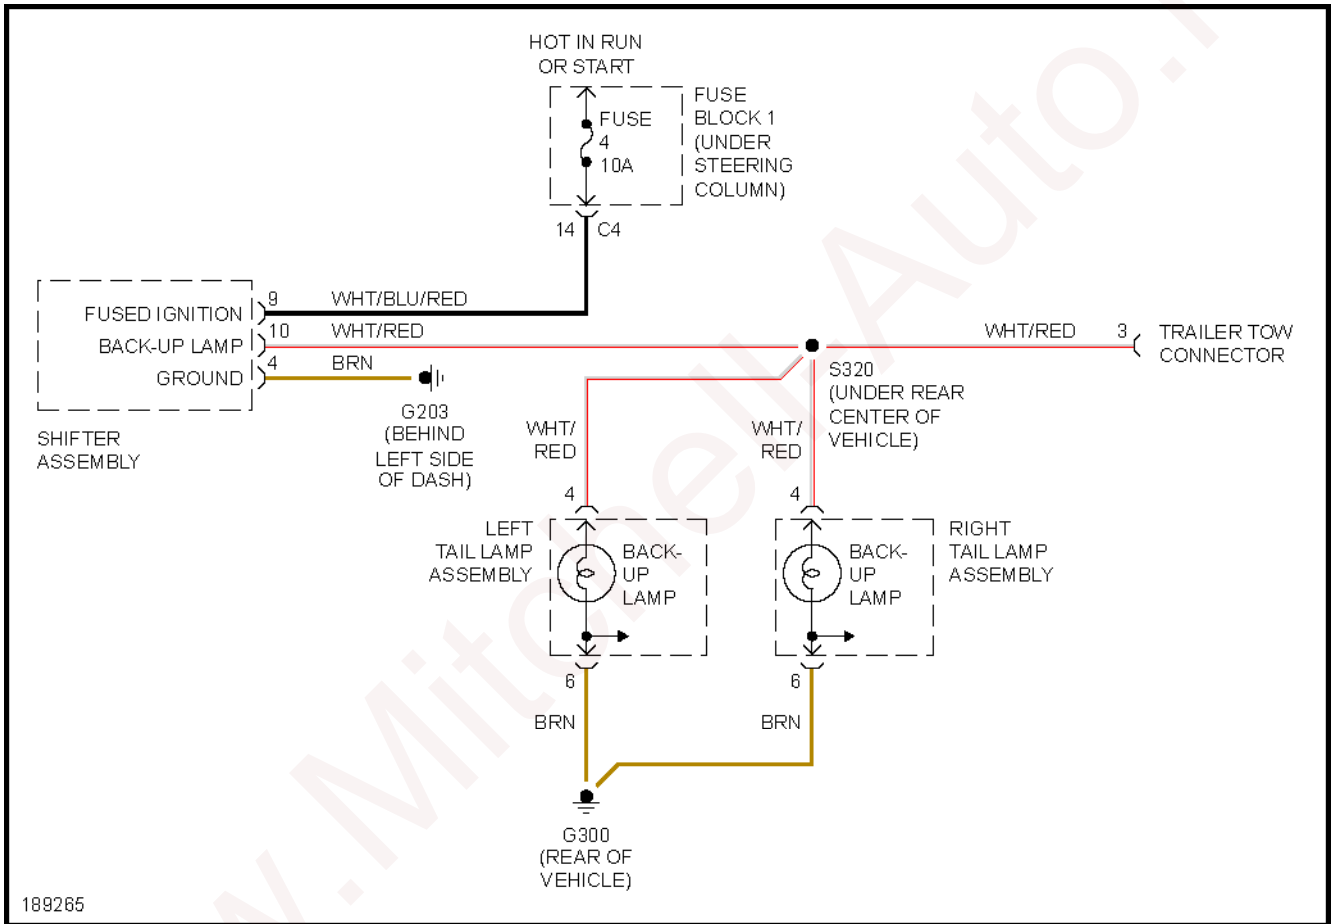 HOT IN RUN
OR START
FUSE
BLOCK 1
(UNDER
STEERING
COLUMN)
FUSE
4
10A
14 C4
FUSED IGNITION
9 WHT/BLU/RED
BACK-UP LAMP
10 WHT/RED
GROUND
4 BRN
SHIFTER
ASSEMBLY
G203
(BEHIND
LEFT SIDE
OF DASH)
WHT/RED 3
TRAILER TOW
CONNECTOR
S320
(UNDER REAR
CENTER OF
VEHICLE)
WHT/
RED
WHT/
RED
4
4
LEFT
TAIL LAMP
ASSEMBLY
BACK-
UP
LAMP
BACK-
UP
LAMP
RIGHT
TAIL LAMP
ASSEMBLY
6
6
BRN
BRN
G300
(REAR OF
VEHICLE)
189265
w.Mitchell-Auto.r